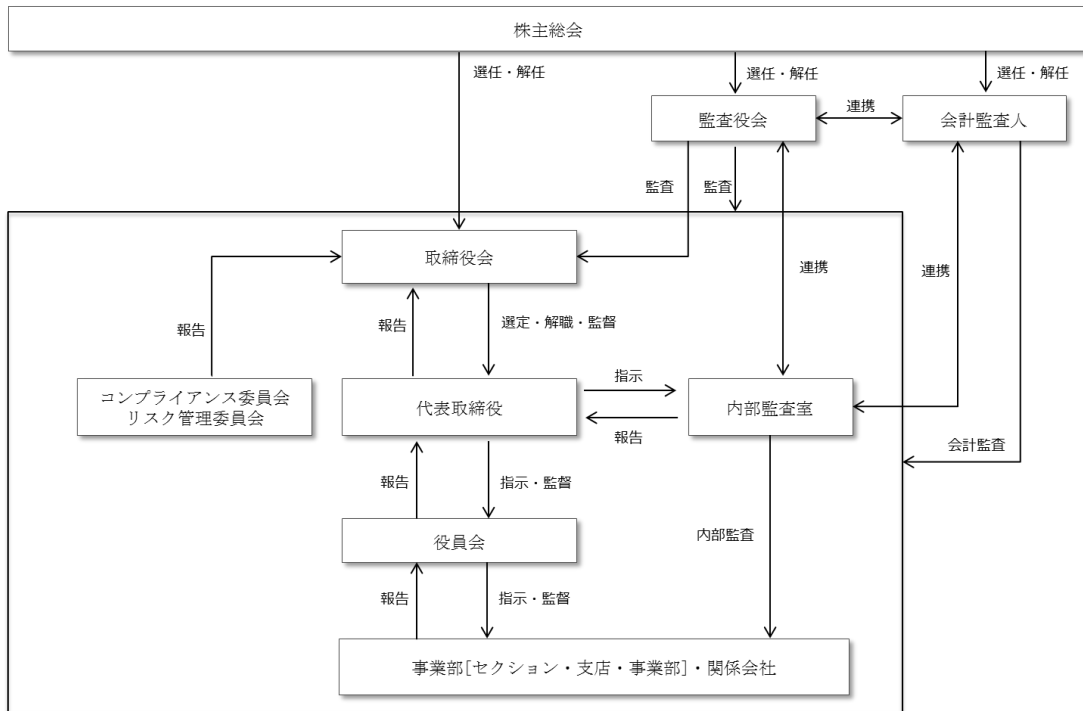 株主総会
選任・解任
選任・解任
選任・解任
監査役会
連携
会計監査人
監査
監査
取締役会
連携
連携
報告
報告
選定・解職・監督
コンプライアンス委員会
リスク管理委員会
代表取締役
指示
報告
内部監査室
会計監査
報告
指示・監督
役員会
内部監査
報告
指示・監督
事業部[セクション・支店・事業部]・関係会社